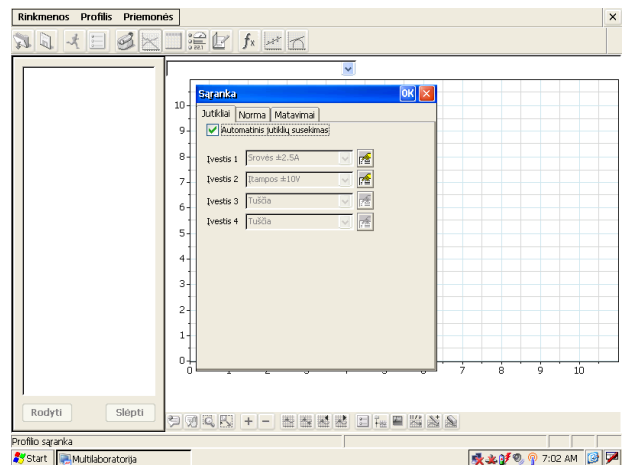 Rinkmenos Profilis Priemonės
Sąranka OK
Jutikliai Norma Matavimai
Automatinis jutiklių susekimas
Įvestis 1 Srovės ±2.5A
Įvestis 2 Įtampos ±10V
Įvestis 3 Tuščia
Įvestis 4 Tuščia
10
9
8
7
6
5
4
3
2
1
0
0 7 8 9 10
Rodyti Slėpti
Profilio sąranka
Start Multilaboratorija 7:02 AM